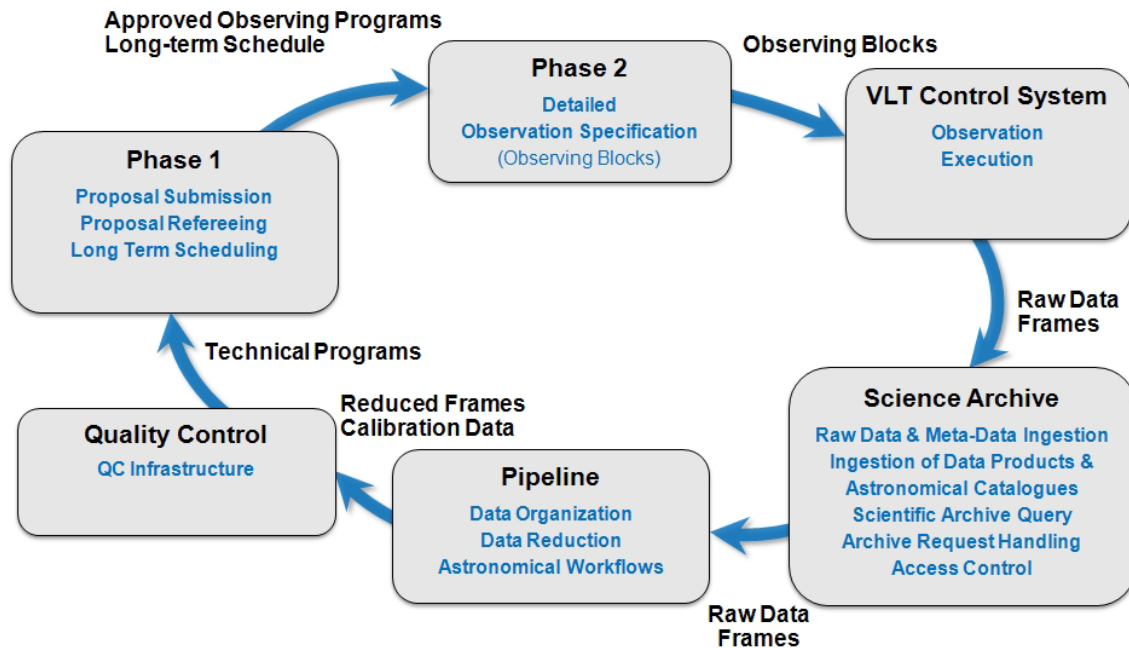 Approved Observing Programs
Long-term Schedule
Observing Blocks
Phase 2
Detailed
Observation Specification
(Observing Blocks)
VLT Control System
Observation
Execution
Phase 1
Proposal Submission
Proposal Refereeing
Long Term Scheduling
Raw Data
Frames
Technical Programs
Science Archive
Raw Data & Meta-Data Ingestion
Ingestion of Data Products &
Astronomical Catalogues
Scientific Archive Query
Archive Request Handling
Access Control
Reduced Frames
Calibration Data
Quality Control
QC Infrastructure
Pipeline
Data Organization
Data Reduction
Astronomical Workflows
Raw Data
Frames